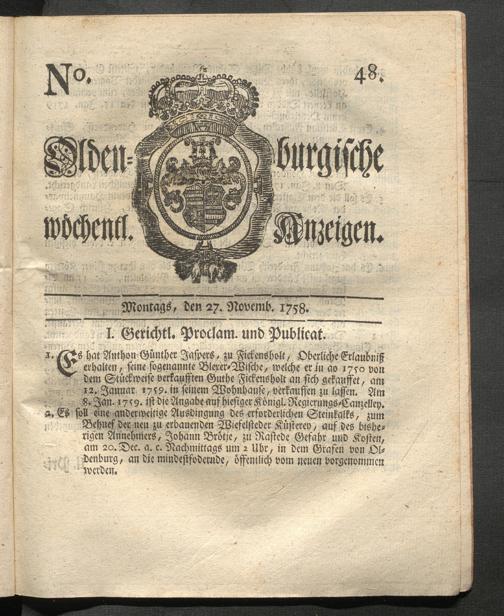 No. 48.
Olden= burgische
wöchentl. Anzeigen.
Montags, den 27. Novemb. 1758.
I. Gerichtl. Proclam. und Publicat.
1. Es hat Anthon Günther Jaspers, zu Fickensholt, Oberliche Erlaubniß
erhalten, seine sogenannte Blexer-Wische, welche er in ao 1750 von
dem Stückweise verkaufften Guthe Fickensholt an sich gekauffet, am
12. Januar 1759. in seinem Wohnhause, verkauffen zu lassen. Am
8. Jan. 1759. ist die Angabe auf hiesiger Königl. Regierungs-Cantzelley.
2. Es soll eine anderweitige Ausdingung des erforderlichen Steinkalks, zum
Behuef der neu zu erbauenden Wiefelsteder Küsterey, auf des bishe-
rigen Annehmers, Johann Brötje, zu Rastede Gefahr und Kosten,
am 20. Dec. a. c. Nachmittags um 2 Uhr, in dem Grafen von Ol-
denburg, an die mindestfodernde, öffentlich vom neuen vorgenommen
werden.